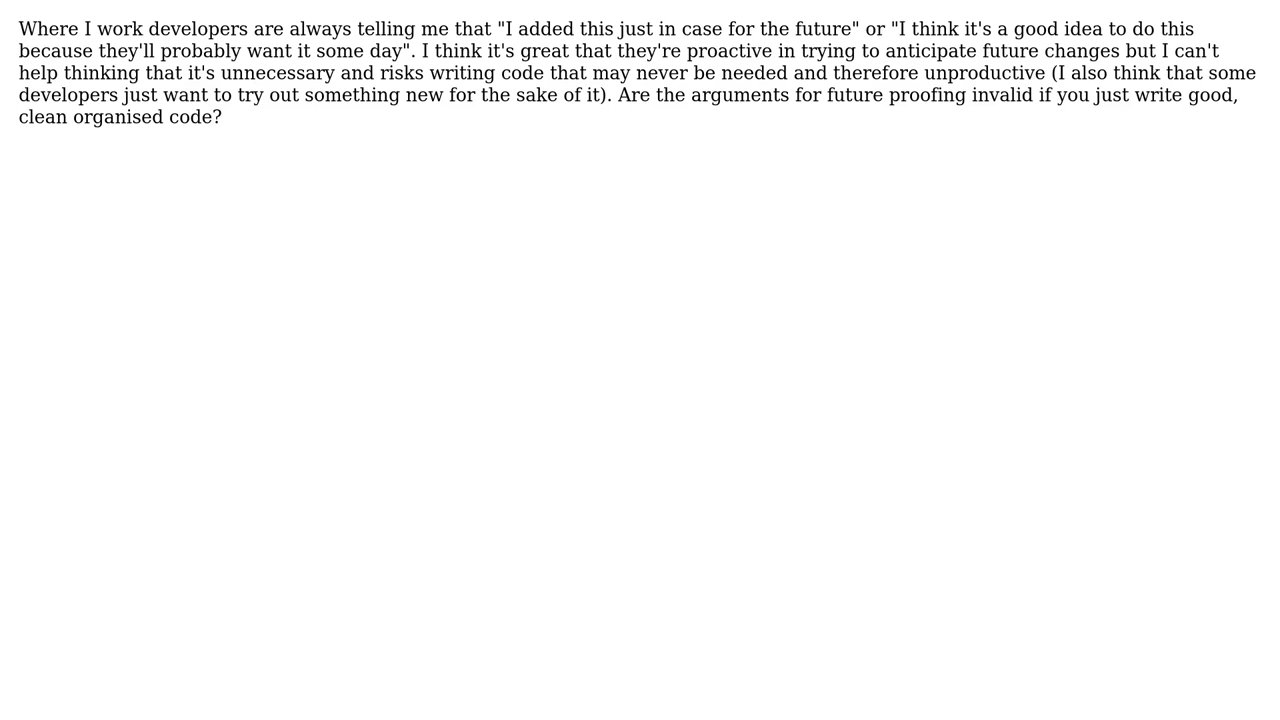 Where I work developers are always telling me that "I added this just in case for the future" or "I think it's a good idea to do this
because they'll probably want it some day". I think it's great that they're proactive in trying to anticipate future changes but I can't
help thinking that it's unnecessary and risks writing code that may never be needed and therefore unproductive (I also think that some
developers just want to try out something new for the sake of it). Are the arguments for future proofing invalid if you just write good,
clean organised code?